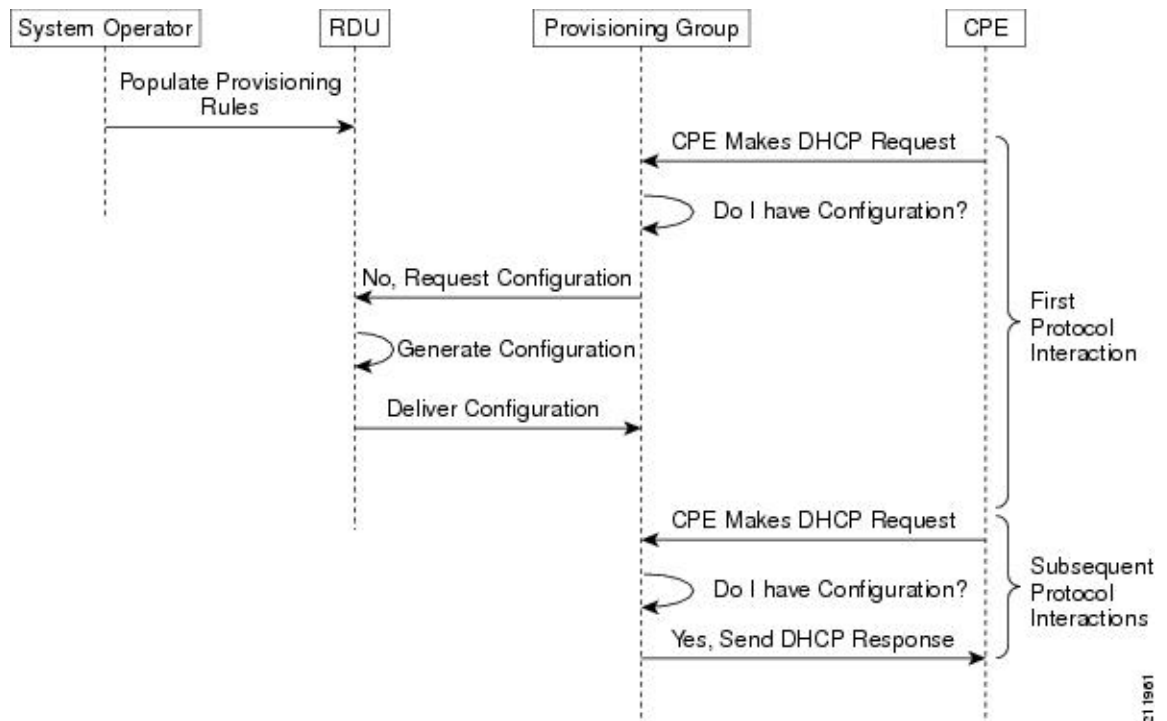 System Operator
RDU
Provisioning Group
CPE
Populate Provisioning
Rules
CPE Makes DHCP Request
Do I have Configuration?
No, Request Configuration
Generate Configuration
Deliver Configuration
First
Protocol
Interaction
CPE Makes DHCP Request
Do I have Configuration?
Yes, Send DHCP Response
Subsequent
Protocol
Interactions
211961